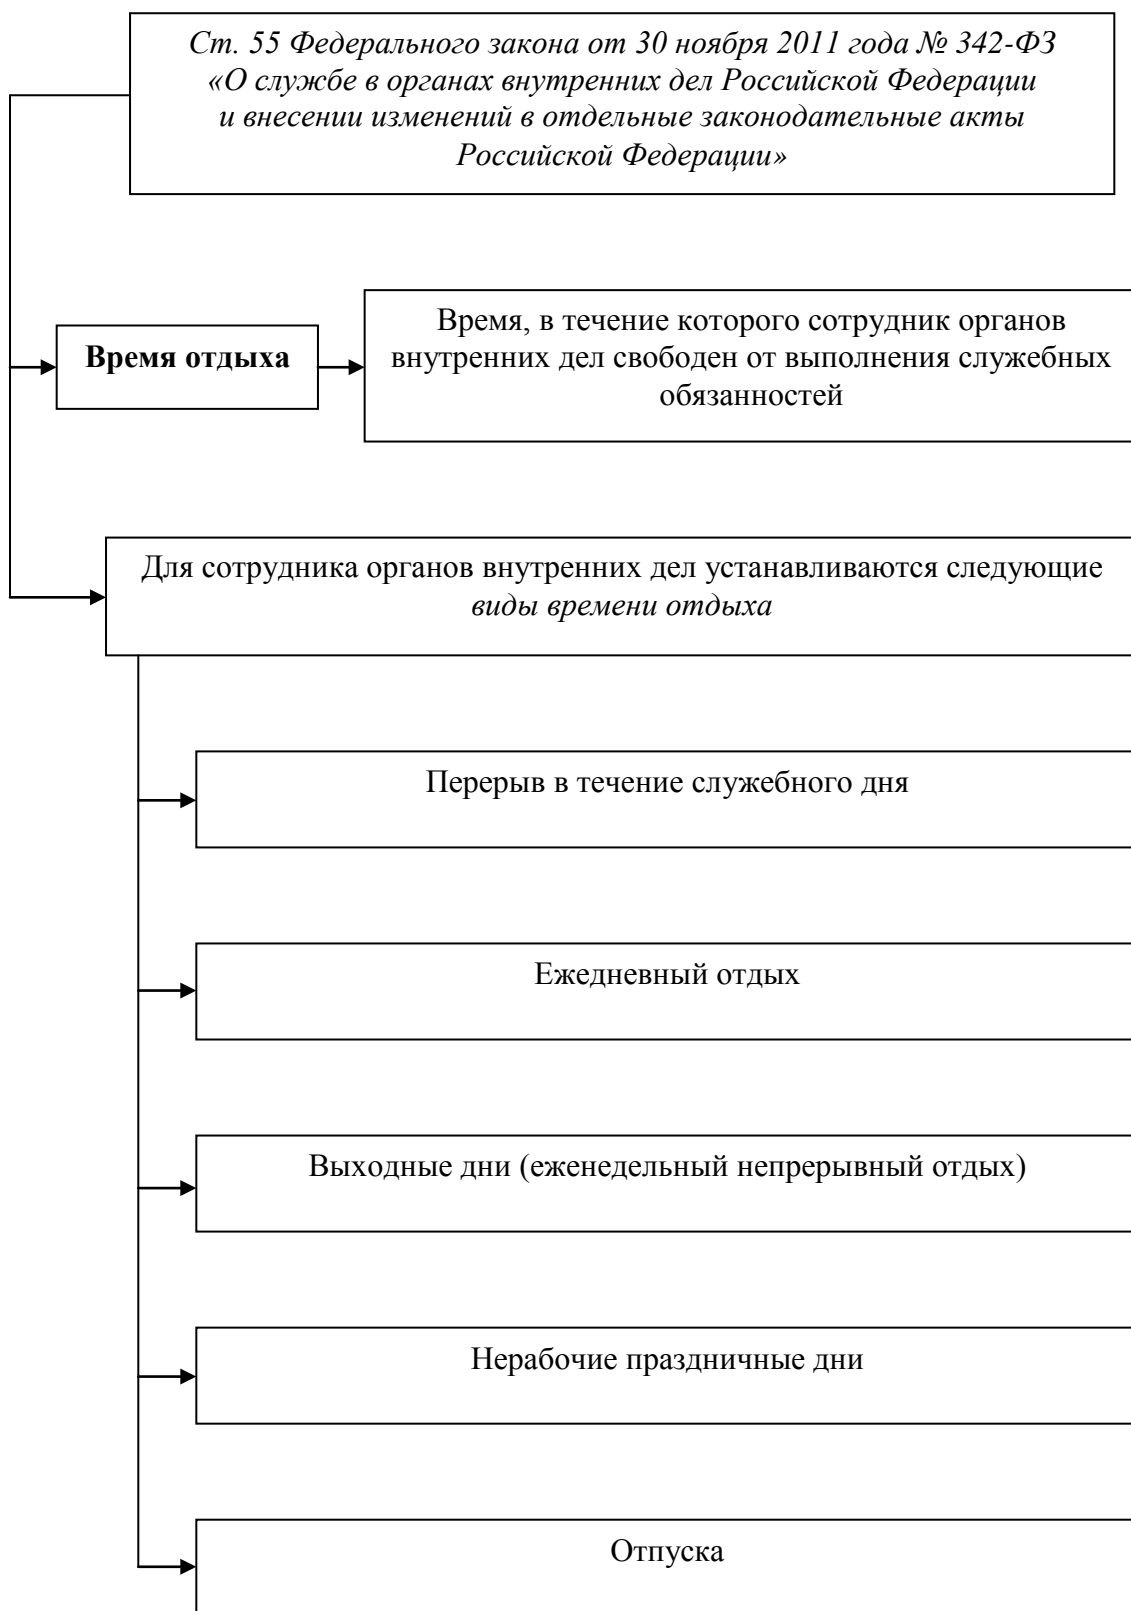 Ст. 55 Федерального закона от 30 ноября 2011 года № 342-ФЗ
«О службе в органах внутренних дел Российской Федерации
и внесении изменений в отдельные законодательные акты
Российской Федерации»
Время отдыха
Время, в течение которого сотрудник органов
внутренних дел свободен от выполнения служебных
обязанностей
Для сотрудника органов внутренних дел устанавливаются следующие
виды времени отдыха
Перерыв в течение служебного дня
Ежедневный отдых
Выходные дни (еженедельный непрерывный отдых)
Нерабочие праздничные дни
Отпуска